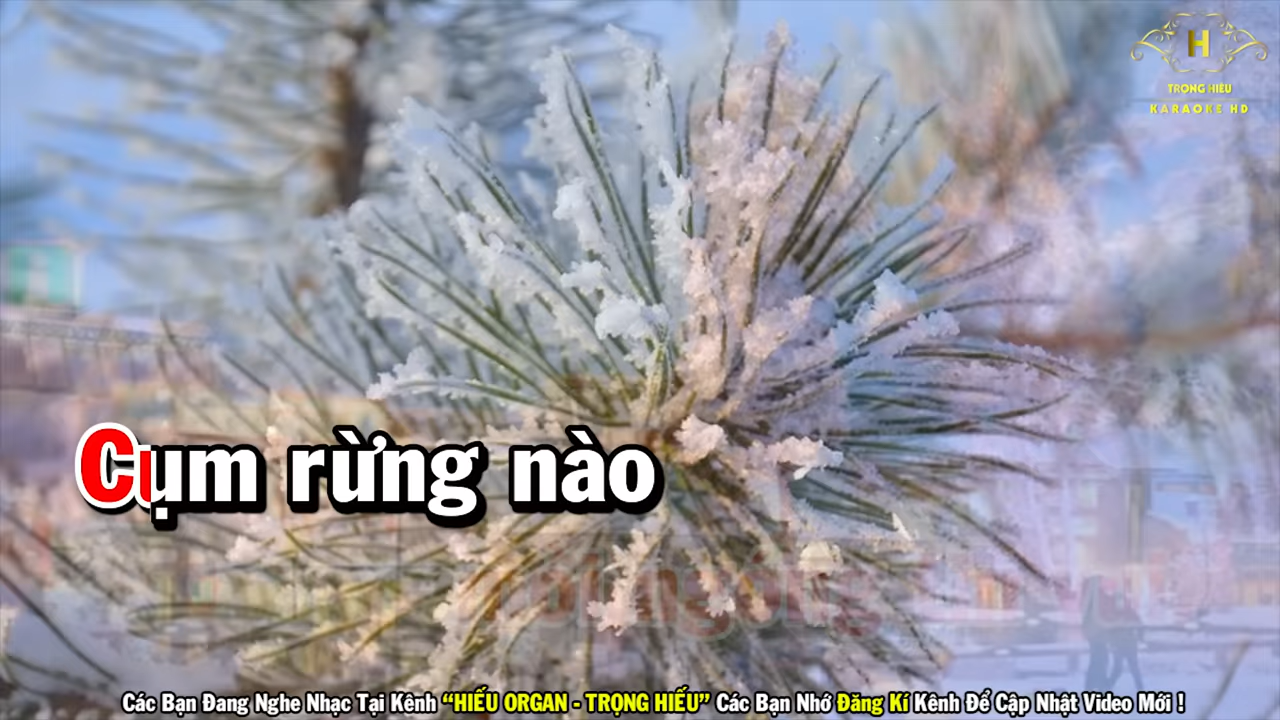 H
TRỌNG HIẾU
KARAOKE HD
Cụm rừng nào
Các Bạn Đang Nghe Nhạc Tại Kênh “HIẾU ORGAN - TRỌNG HIẾU” Các Bạn Nhớ Đăng Kí Kênh Để Cập Nhật Video Mới !